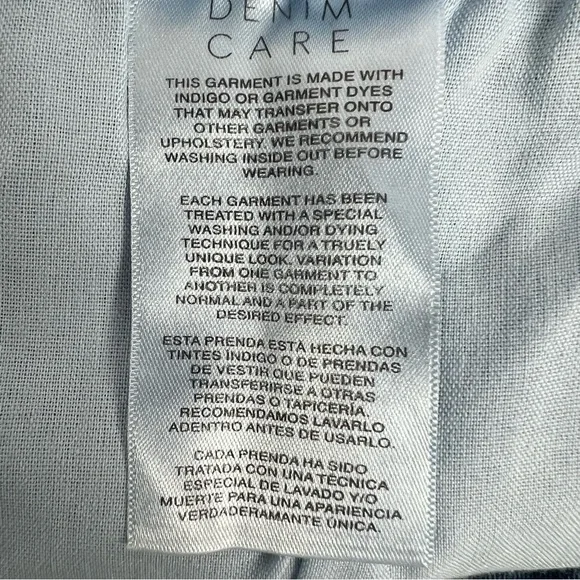 DENIM
CARE
THIS GARMENT IS MADE WITH
INDIGO OR GARMENT DYES
THAT MAY TRANSFER ONTO
OTHER GARMENTS OR
UPHOLSTERY. WE RECOMMEND
WASHING INSIDE OUT BEFORE
WEARING.
EACH GARMENT HAS BEEN
TREATED WITH A SPECIAL
WASHING AND/OR DYING
TECHNIQUE FOR A TRUELY
UNIQUE LOOK. VARIATION
FROM ONE GARMENT TO
ANOTHER IS COMPLETELY
NORMAL AND A PART OF THE
DESIRED EFFECT.
ESTA PRENDA ESTÁ HECHA CON
TINTES ÍNDIGO O DE PRENDAS
DE VESTIR QUE PUEDEN
TRANSFERIRSE A OTRAS
PRENDAS O TAPICERÍA.
RECOMENDAMOS LAVARLO
ADENTRO ANTES DE USARLO.
CADA PRENDA HA SIDO
TRATADA CON UNA TÉCNICA
ESPECIAL DE LAVADO Y/O
MUERTE PARA UNA APARIENCIA
VERDADERAMANTE ÚNICA.